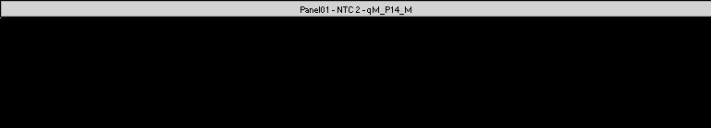 Panel01 - NTC 2 - qM_P14_M